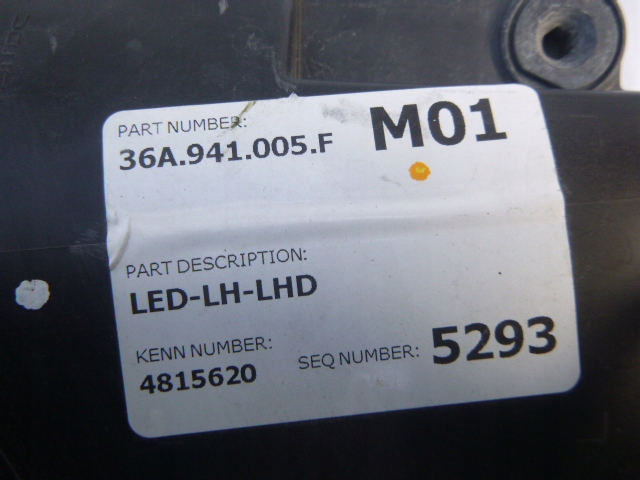 PART NUMBER:
36A.941.005.F
M01
PART DESCRIPTION:
LED-LH-LHD
KENN NUMBER:
4815620
SEQ NUMBER: 5293